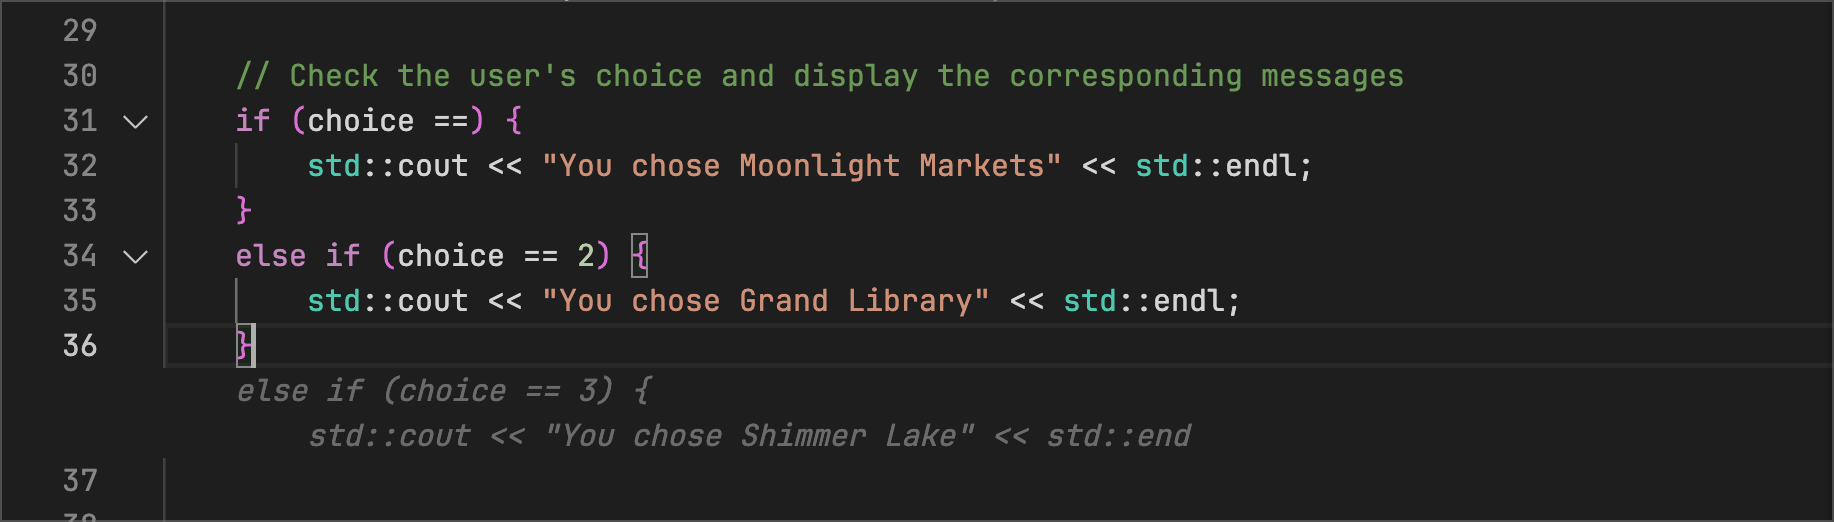 29
30 // Check the user's choice and display the corresponding messages
31 if (choice ==) {
32 std::cout << "You chose Moonlight Markets" << std::endl;
33 }
34 else if (choice == 2) {
35 std::cout << "You chose Grand Library" << std::endl;
36 }
else if (choice == 3) {
std::cout << "You chose Shimmer Lake" << std::end
37